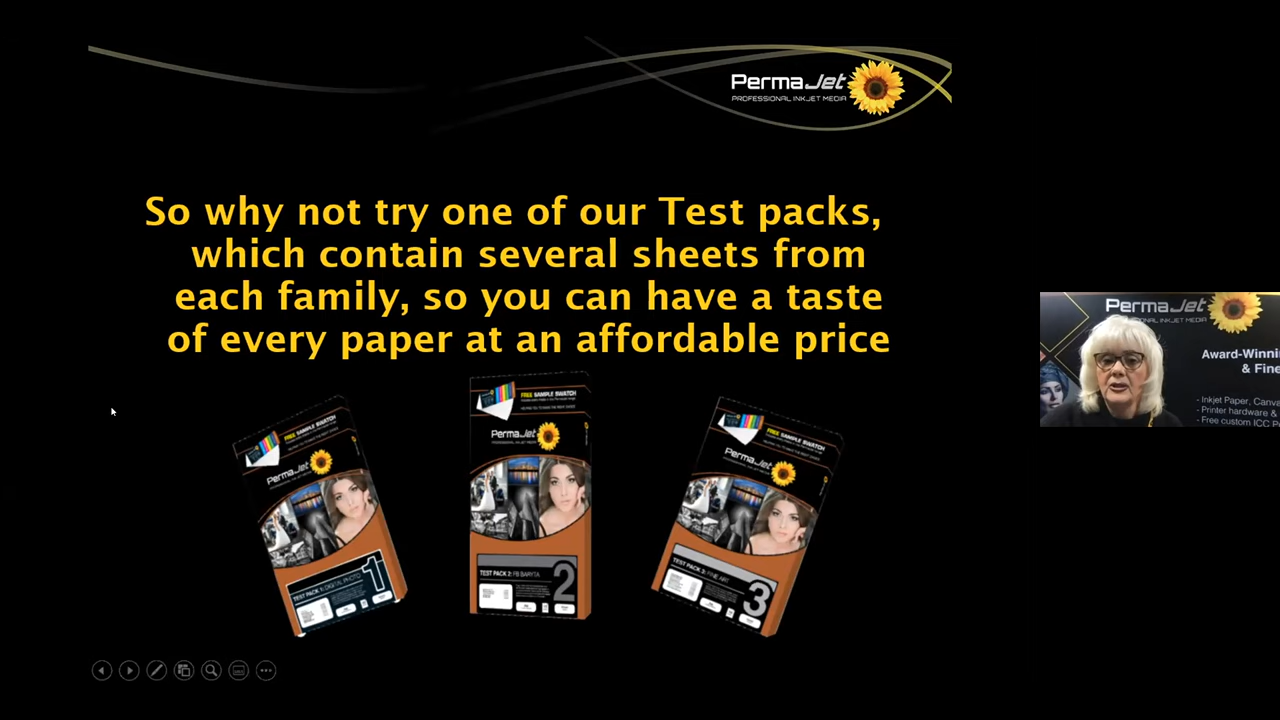 PermaJet
PROFESSIONAL INKJET MEDIA
So why not try one of our Test packs,
which contain several sheets from
each family, so you can have a taste
of every paper at an affordable price
FREE SAMPLE SWATCH
PermaJet
TEST PACK 1: DIGITAL PHOTO
1
FREE SAMPLE SWATCH
PermaJet
PROFESSIONAL INKJET MEDIA
TEST PACK 2: FB BARYTA
2
FREE SAMPLE SWATCH
PermaJet
TEST PACK 3: FINE ART
3
PermaJet
ONAL INKJET MEDIA
Award-Winni
& Fine
- Inkjet Paper, Canva
- Printer hardware &
- Free custom ICC P